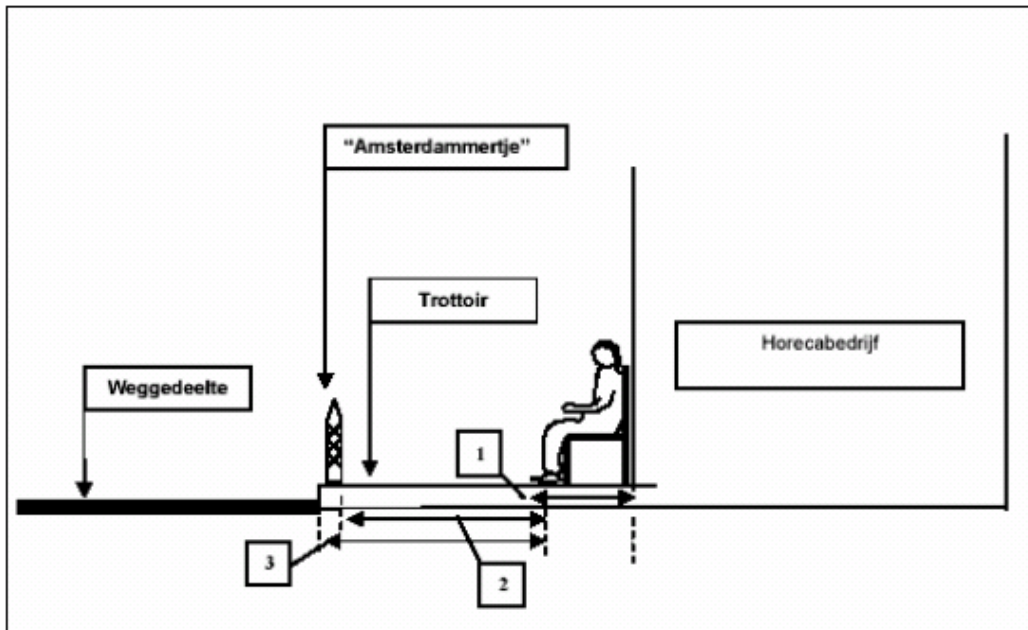 “Amsterdammertje”
Trottoir
Horecabedrijf
Weggedeelte
1
3
2